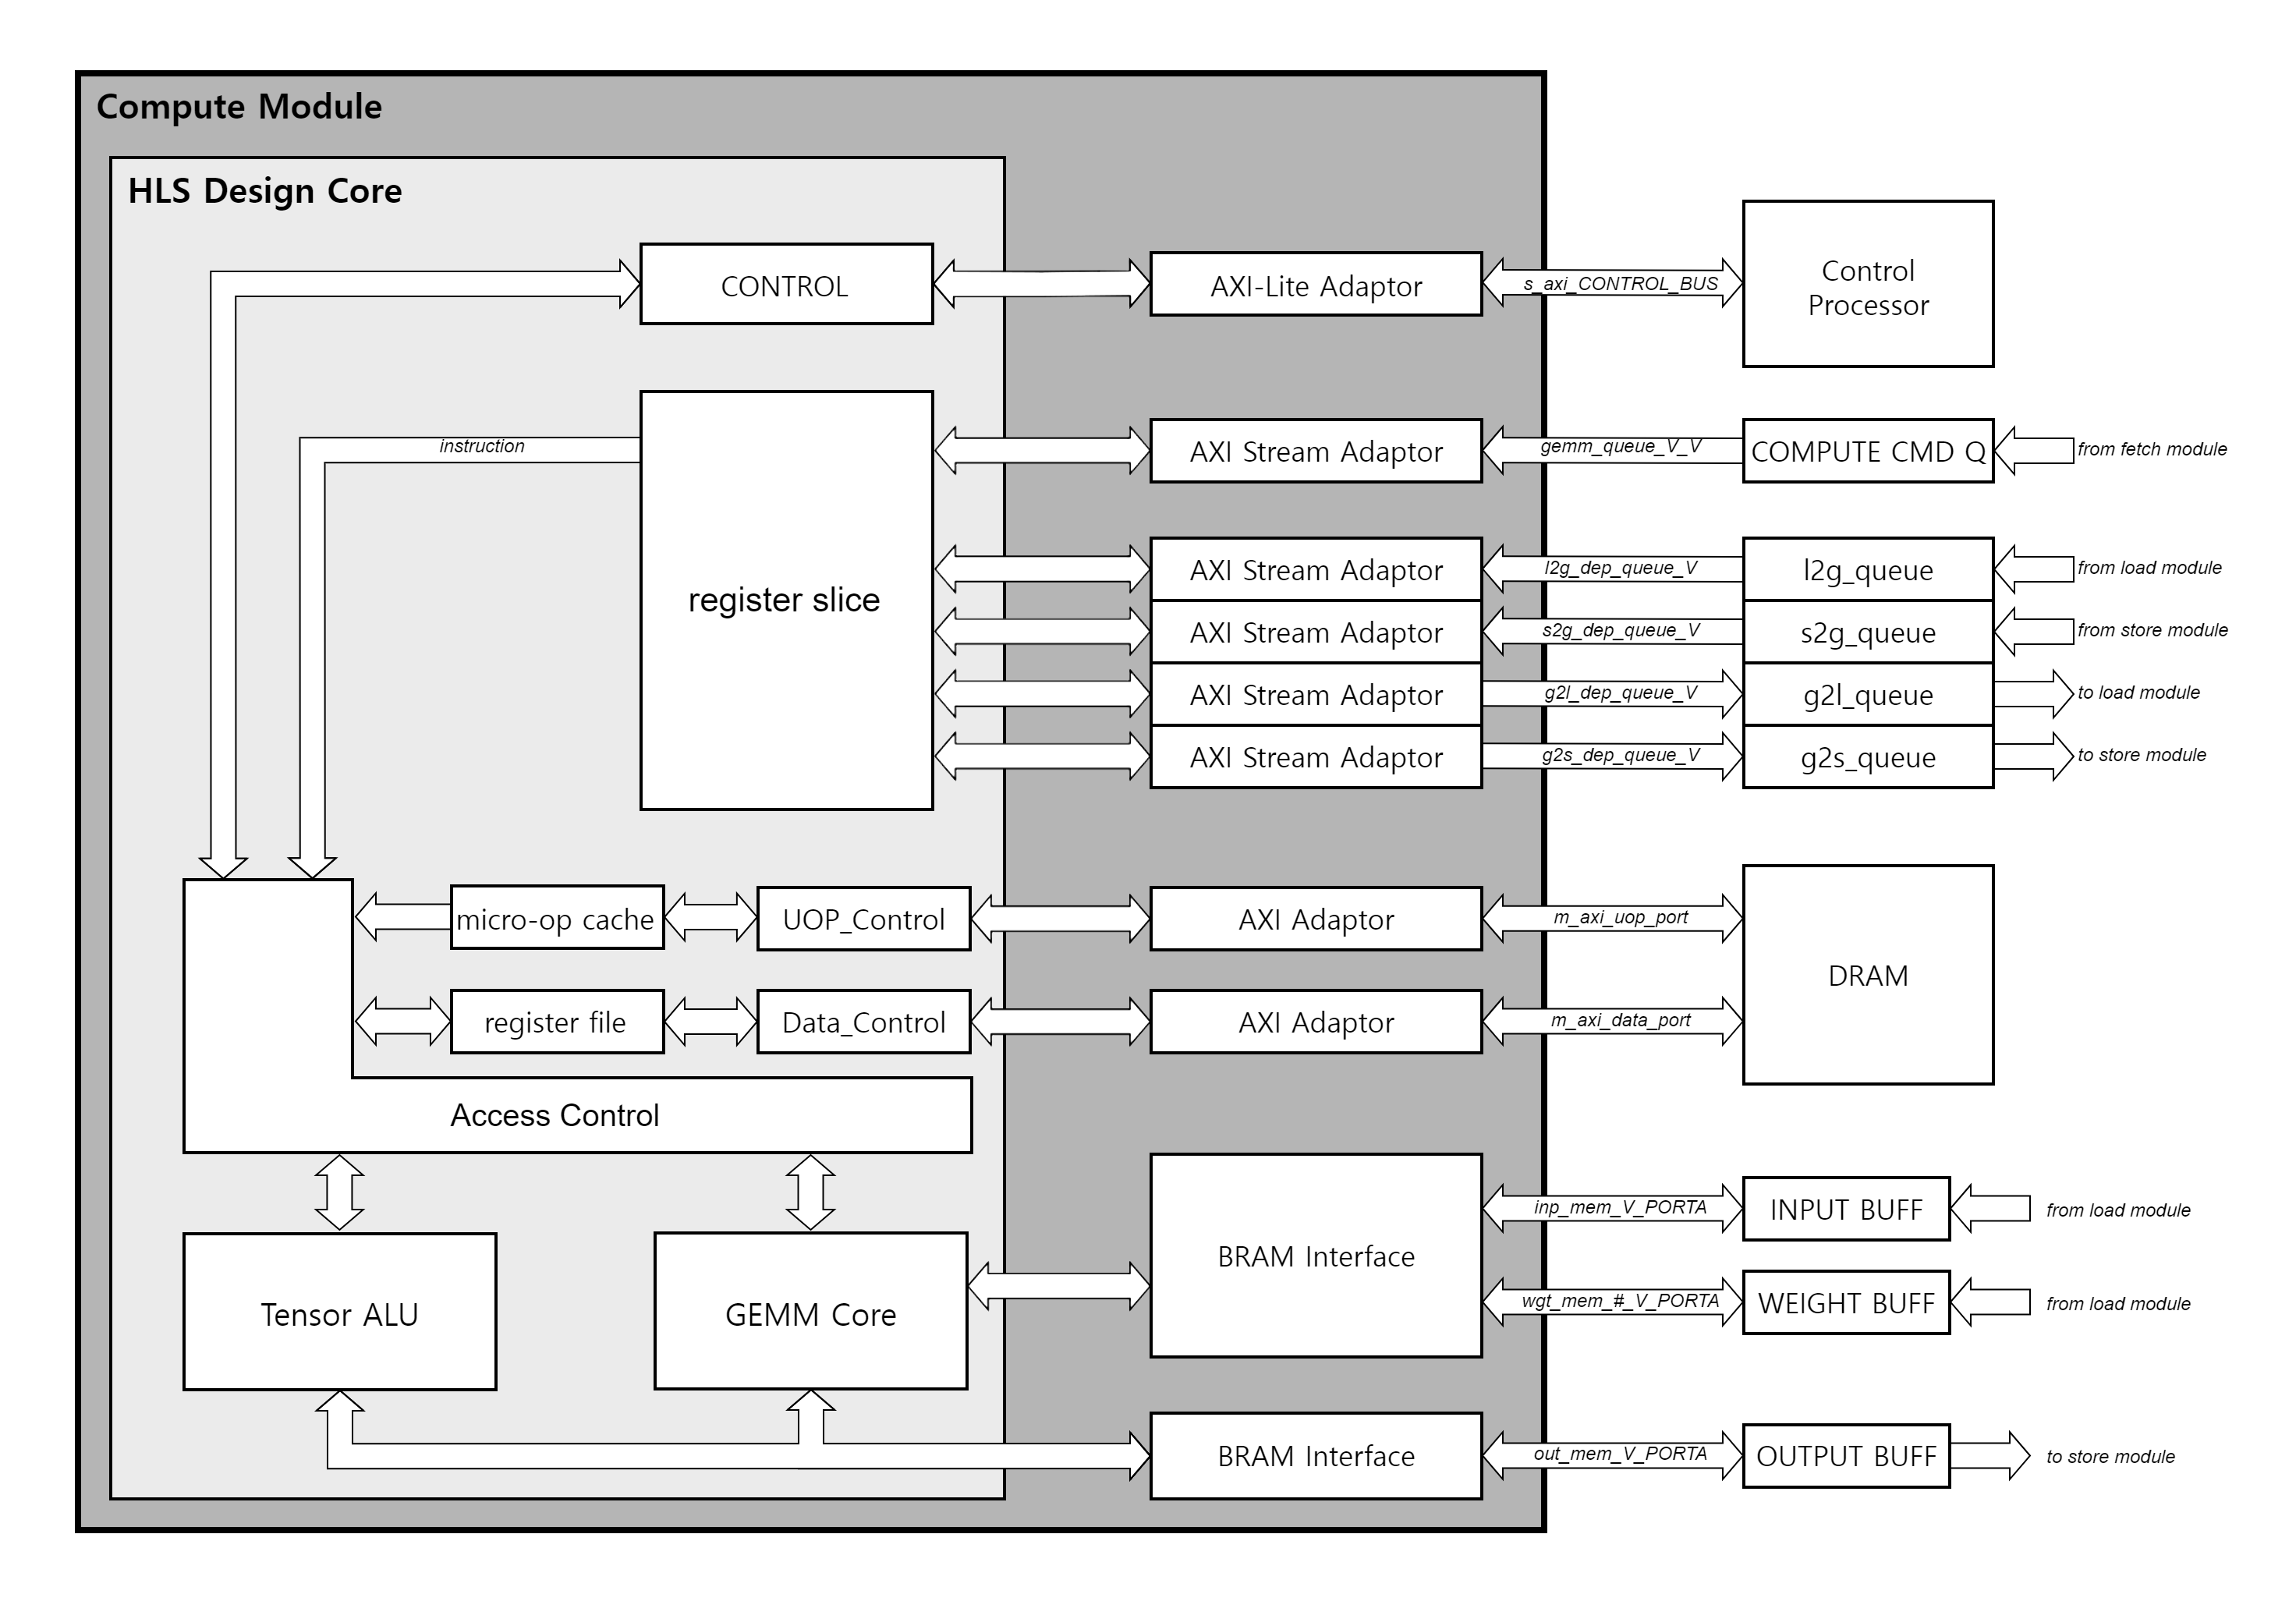 Compute Module
HLS Design Core
CONTROL
AXI-Lite Adaptor
s_axi_CONTROL_BUS
Control
Processor
instruction
register slice
AXI Stream Adaptor
gemm_queue_V_V
COMPUTE CMD Q
from fetch module
AXI Stream Adaptor
l2g_dep_queue_V
l2g_queue
from load module
AXI Stream Adaptor
s2g_dep_queue_V
s2g_queue
from store module
AXI Stream Adaptor
g2l_dep_queue_V
g2l_queue
to load module
AXI Stream Adaptor
g2s_dep_queue_V
g2s_queue
to store module
micro-op cache
UOP_Control
AXI Adaptor
m_axi_uop_port
DRAM
register file
Data_Control
AXI Adaptor
m_axi_data_port
Access Control
Tensor ALU
GEMM Core
BRAM Interface
inp_mem_V_PORTA
INPUT BUFF
from load module
wgt_mem_#_V_PORTA
WEIGHT BUFF
from load module
BRAM Interface
out_mem_V_PORTA
OUTPUT BUFF
to store module